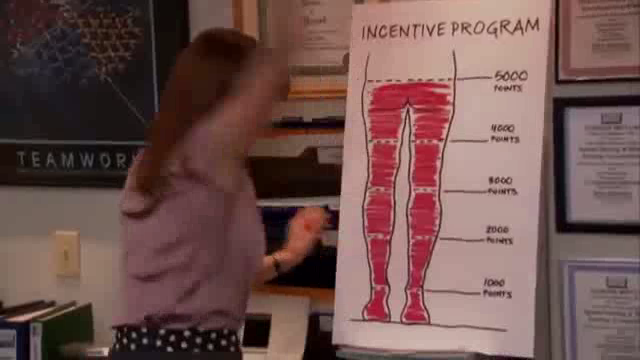 INCENTIVE PROGRAM
5000
POINTS
4000
POINTS
3000
POINTS
2000
POINTS
1000
POINTS
TEAMWORK